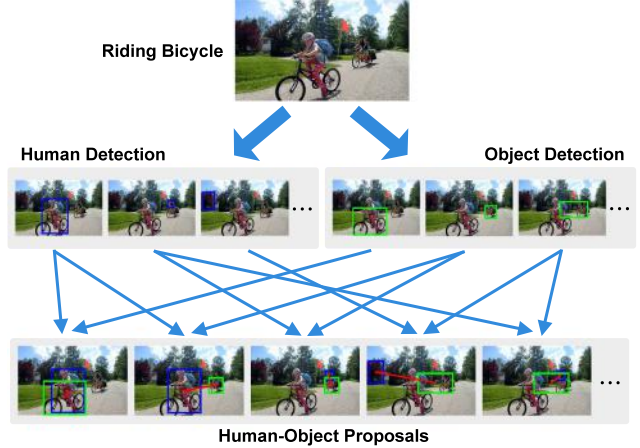 Riding Bicycle
Human Detection
Object Detection
...
...
...
Human-Object Proposals